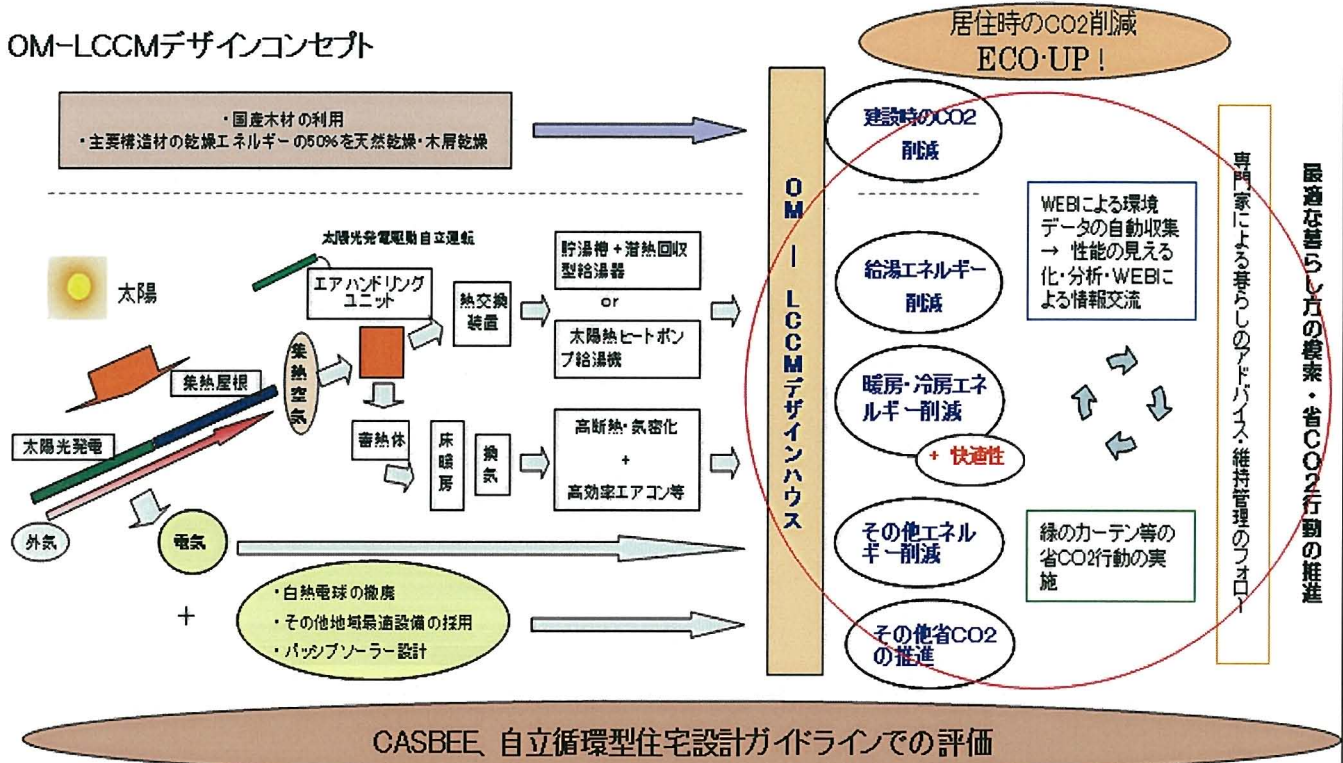 OM-LCCMデザインコンセプト
居住時のCO2削減
ECO・UP！
・国産木材の利用
・主要構造材の乾燥エネルギーの50%を天然乾燥・木屑乾燥
建設時のCO2
削減
太陽
太陽光発電駆動自立運転
エアハンドリング
ユニット
集熱屋根
太陽光発電
外気
集熱空気
熱交換
装置
貯湯槽＋潜熱回収
型給湯器
or
太陽熱ヒートポン
プ給湯機
蓄熱体
床暖房
換気
高断熱・気密化
+
高効率エアコン等
電気
+
・白熱電球の撤廃
・その他地域最適設備の採用
・パッシブソーラー設計
OM－LCCMデザインハウス
給湯エネルギー
削減
暖房・冷房エネ
ルギー削減
+ 快適性
その他エネル
ギー削減
その他省CO2
の推進
WEBによる環境
データの自動収集
→ 性能の見える
化・分析・WEBに
よる情報交流
緑のカーテン等の
省CO2行動の実
施
専門家による暮らしのアドバイス・維持管理のフォロー
最適な暮らし方の模索・省CO2行動の推進
CASBEE、自立循環型住宅設計ガイドラインでの評価